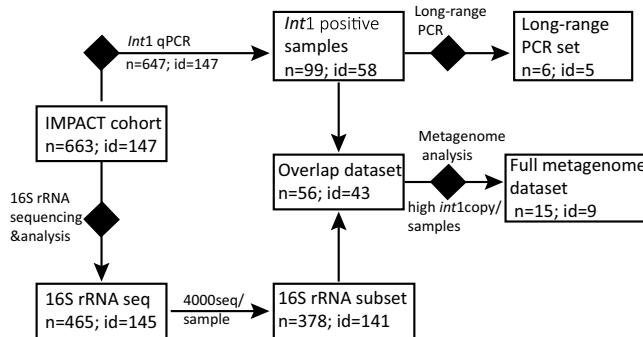 Int1 qPCR
n=647; id=147
Int1 positive
samples
n=99; id=58
Long-range
PCR
Long-range
PCR set
n=6; id=5
IMPACT cohort
n=663; id=147
Overlap dataset
n=56; id=43
Metagenome
analysis
high int1copy/
samples
Full metagenome
dataset
n=15; id=9
16S rRNA
sequencing
&analysis
16S rRNA seq
n=465; id=145
4000seq/
sample
16S rRNA subset
n=378; id=141